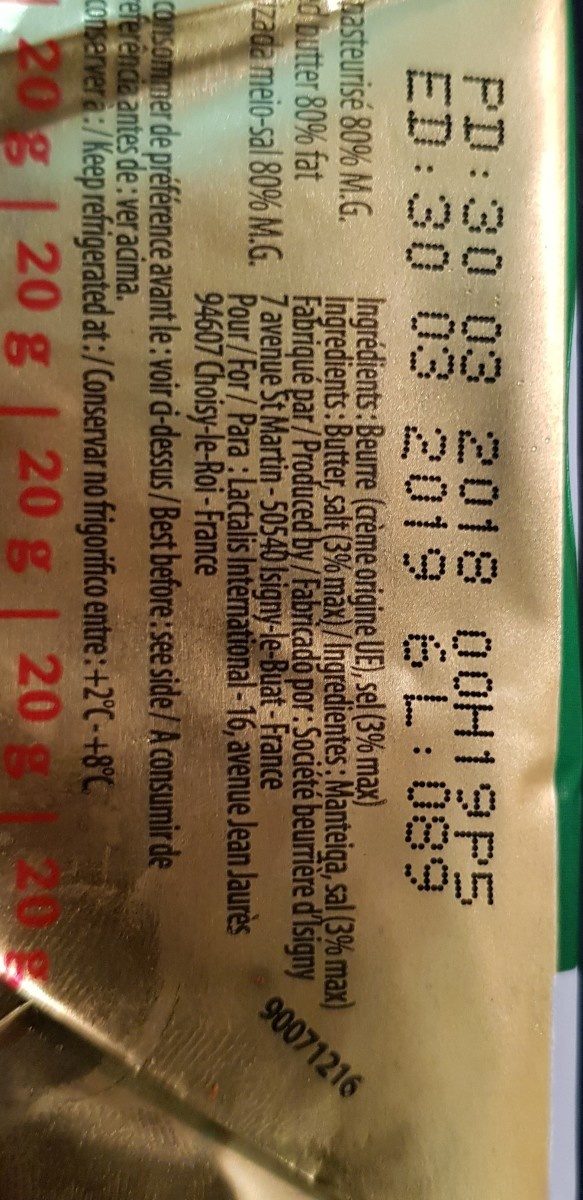 PD:30 03 2018 00H19P5
ED:30 03 2019 6L:089
pasteurisé 80% M.G.
d butter 80% fat
zada meio-sal 80% M.G.
Ingrédients : Beurre (crème origine UE), sel (3% max)
Ingredients : Butter, salt (3% max) / Ingredientes : Manteiga, sal (3% max)
Fabriqué par / Produced by / Fabricado por : Société beurrière d'Isigny
7 avenue St Martin - 50540 Isigny-le-Buat - France
Pour / For / Para : Lactalis International - 16, avenue Jean Jaurès
94607 Choisy-le-Roi - France
90071216
consommer de préférence avant le : voir ci-dessus / Best before : see side / A consumir de
eferência antes de : ver acima.
conserver à : / Keep refrigerated at : / Conservar no frigorífico entre : +2°C - +8°C.
20 g | 20 g | 20 g | 20 g | 20 g